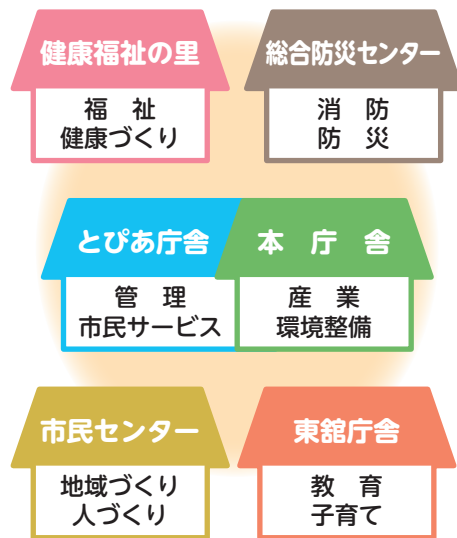 健康福祉の里
福　祉
健康づくり
総合防災センター
消　防
防　災
とぴあ庁舎
管　理
市民サービス
本　庁　舎
産　業
環境整備
市民センター
地域づくり
人づくり
東舘庁舎
教　育
子育て